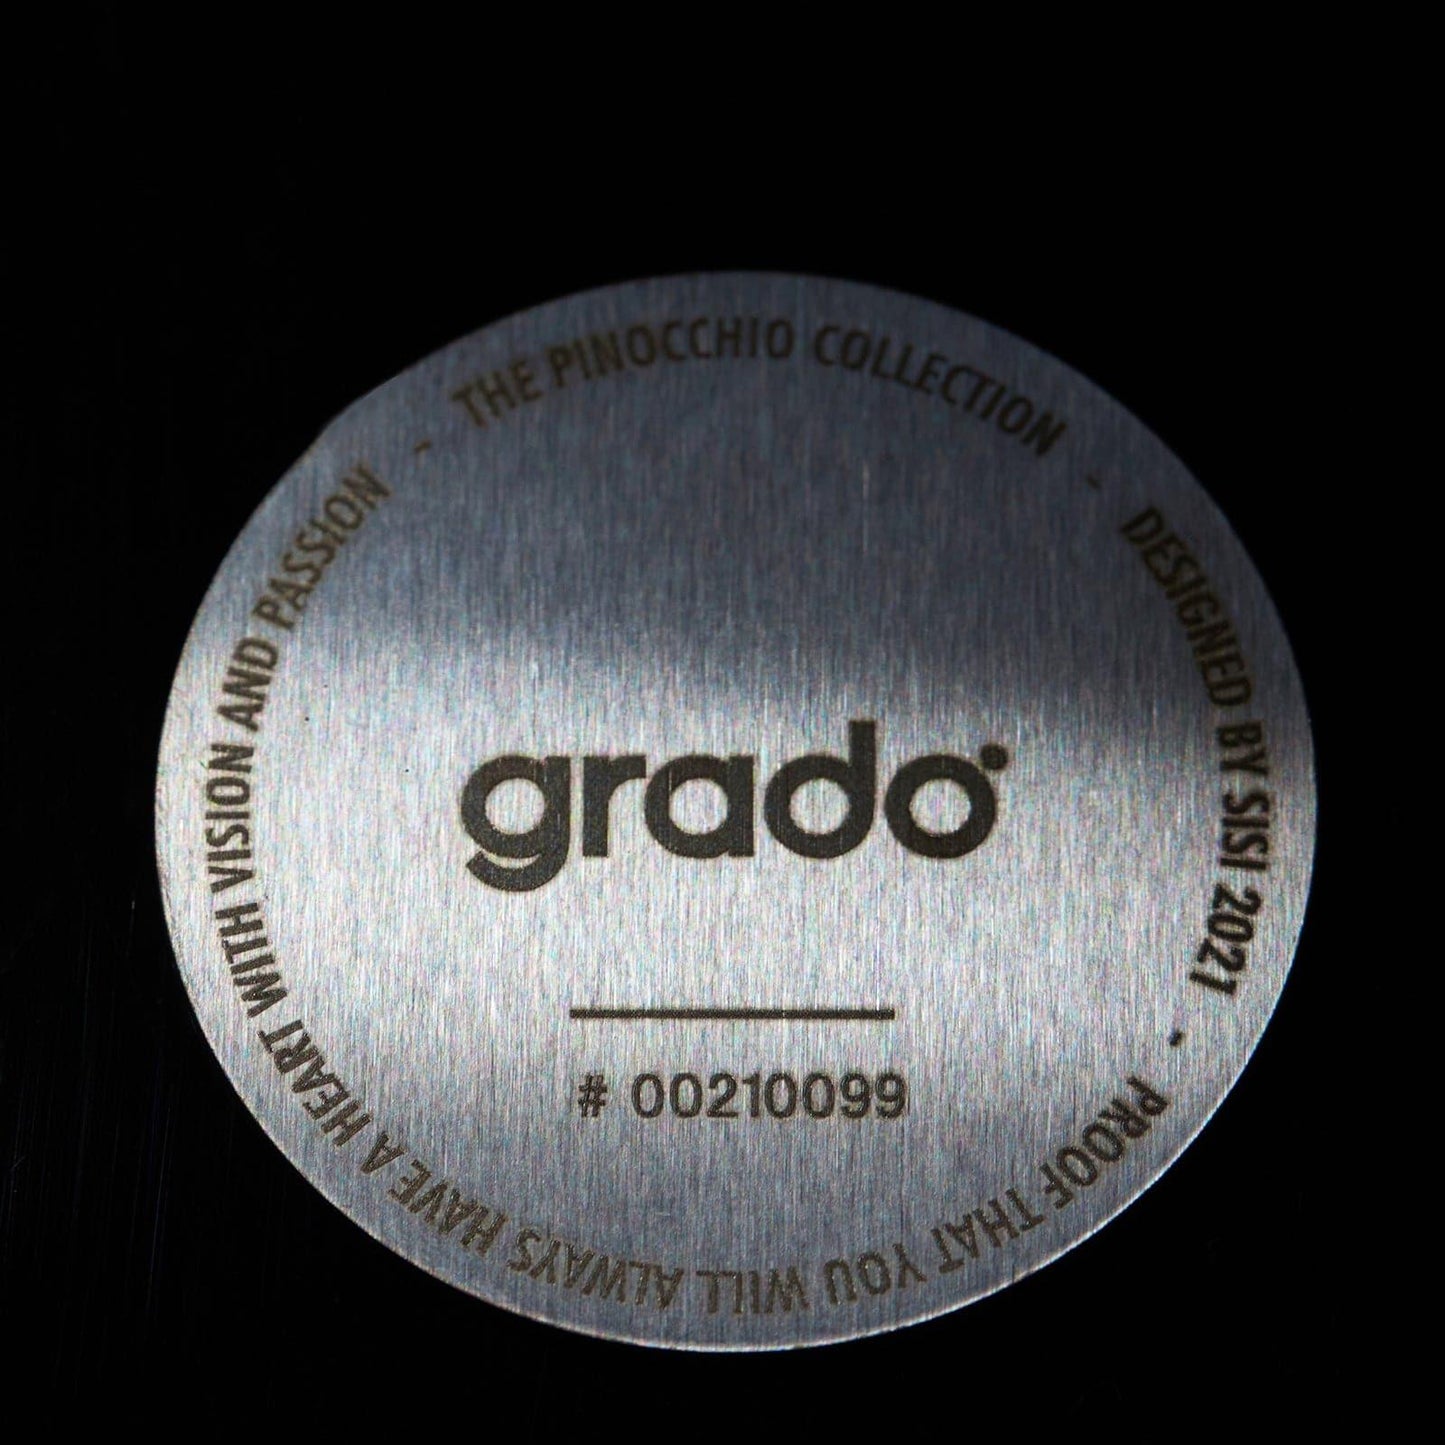 THE PINOCCHIO COLLECTION - DESIGNED BY SISI 2021 - PROOF THAT YOU WILL ALWAYS HAVE A HEART WITH VISION AND PASSION -
grado
# 00210099